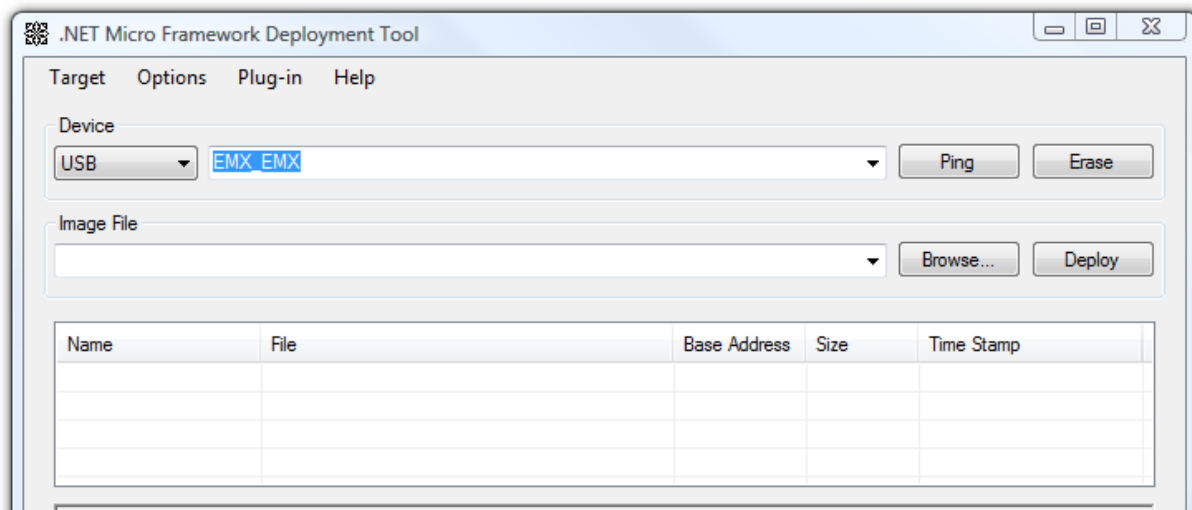 .NET Micro Framework Deployment Tool
Target Options Plug-in Help
Device
USB EMX_EMX Ping Erase
Image File
Browse... Deploy
Name File Base Address Size Time Stamp